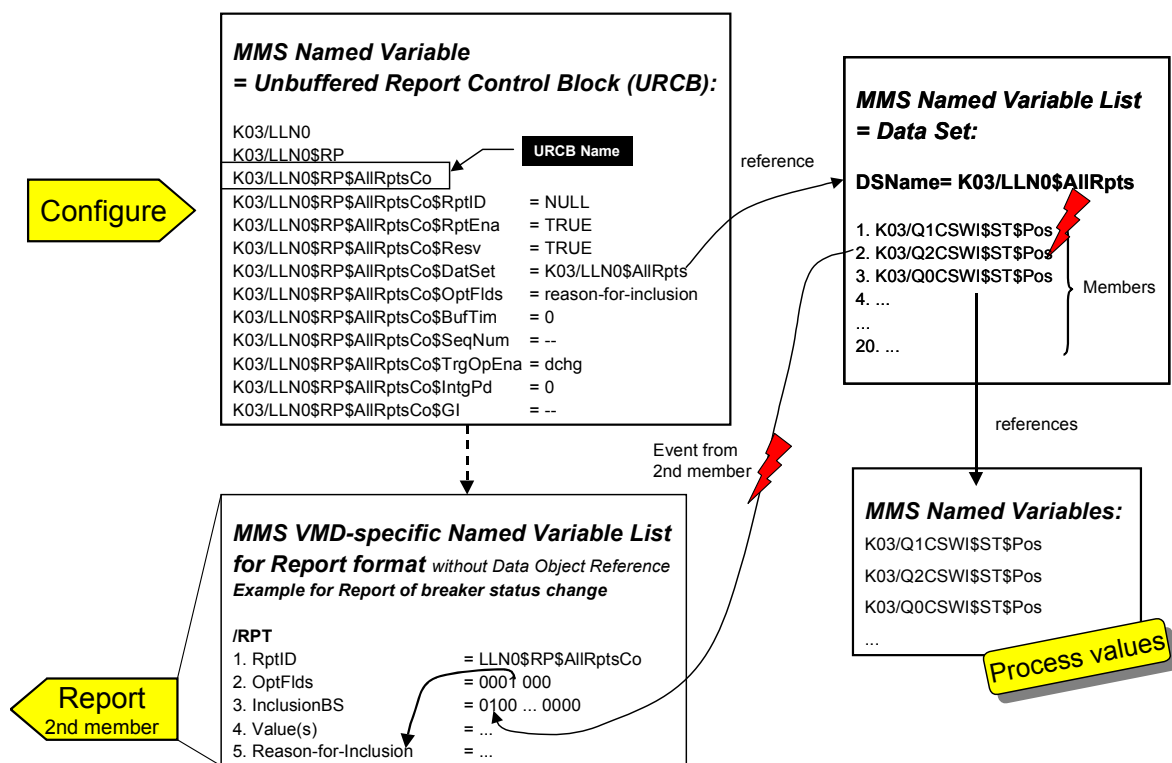 MMS Named Variable
= Unbuffered Report Control Block (URCB):
K03/LLN0
K03/LLN0$RP
K03/LLN0$RP$AllRptsCo
URCB Name
K03/LLN0$RP$AllRptsCo$RptID = NULL
K03/LLN0$RP$AllRptsCo$RptEna = TRUE
K03/LLN0$RP$AllRptsCo$Resv = TRUE
K03/LLN0$RP$AllRptsCo$DatSet = K03/LLN0$AllRpts
K03/LLN0$RP$AllRptsCo$OptFlds = reason-for-inclusion
K03/LLN0$RP$AllRptsCo$BufTim = 0
K03/LLN0$RP$AllRptsCo$SeqNum = --
K03/LLN0$RP$AllRptsCo$TrgOpEna = dchg
K03/LLN0$RP$AllRptsCo$IntgPd = 0
K03/LLN0$RP$AllRptsCo$GI = --
Configure
reference
MMS Named Variable List
= Data Set:
DSName= K03/LLN0$AllRpts
1. K03/Q1CSWI$ST$Pos
2. K03/Q2CSWI$ST$Pos
3. K03/Q0CSWI$ST$Pos
4. ...
...
20. ...
Members
references
Event from
2nd member
MMS Named Variables:
K03/Q1CSWI$ST$Pos
K03/Q2CSWI$ST$Pos
K03/Q0CSWI$ST$Pos
...
Process values
MMS VMD-specific Named Variable List
for Report format without Data Object Reference
Example for Report of breaker status change
/RPT
1. RptID = LLN0$RP$AllRptsCo
2. OptFlds = 0001 000
3. InclusionBS = 0100 ... 0000
4. Value(s) = ...
5. Reason-for-Inclusion = ...
Report
2nd member